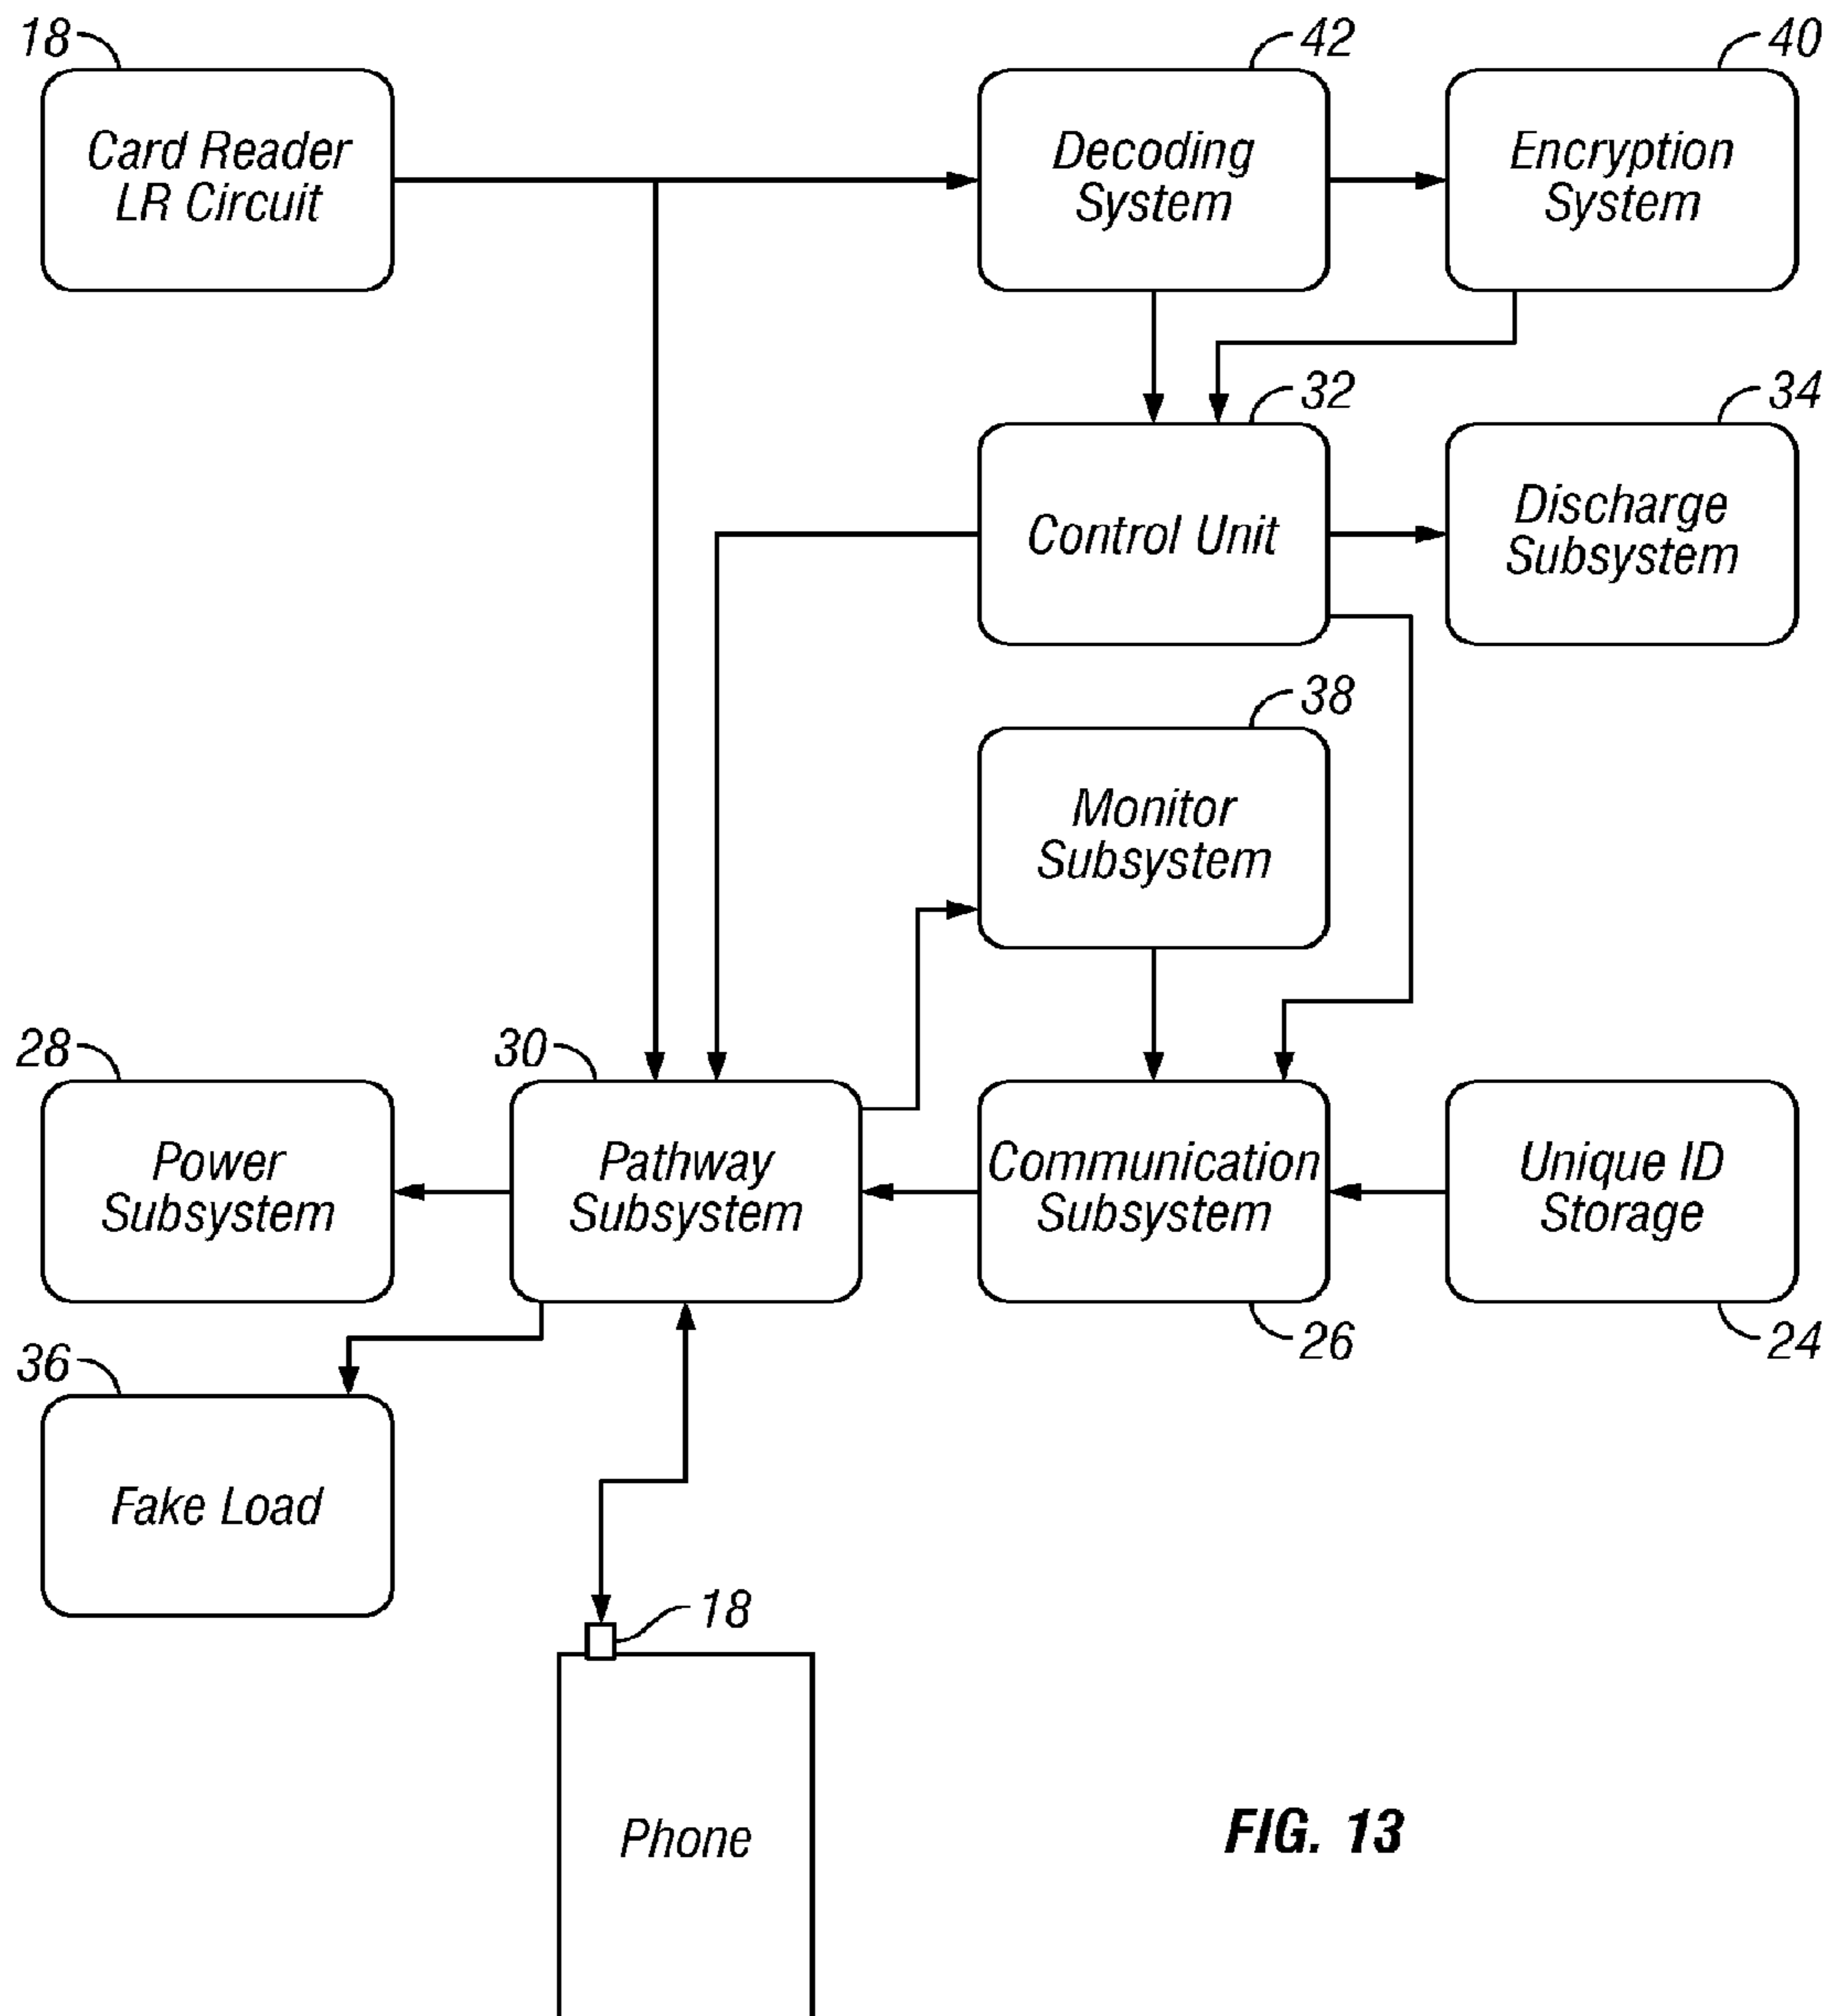 18
42
40
Card Reader
LR Circuit
Decoding
System
Encryption
System
32
34
Control Unit
Discharge
Subsystem
38
Monitor
Subsystem
28
30
Power
Subsystem
Pathway
Subsystem
Communication
Subsystem
Unique ID
Storage
36
26
24
Fake Load
18
Phone
FIG. 13